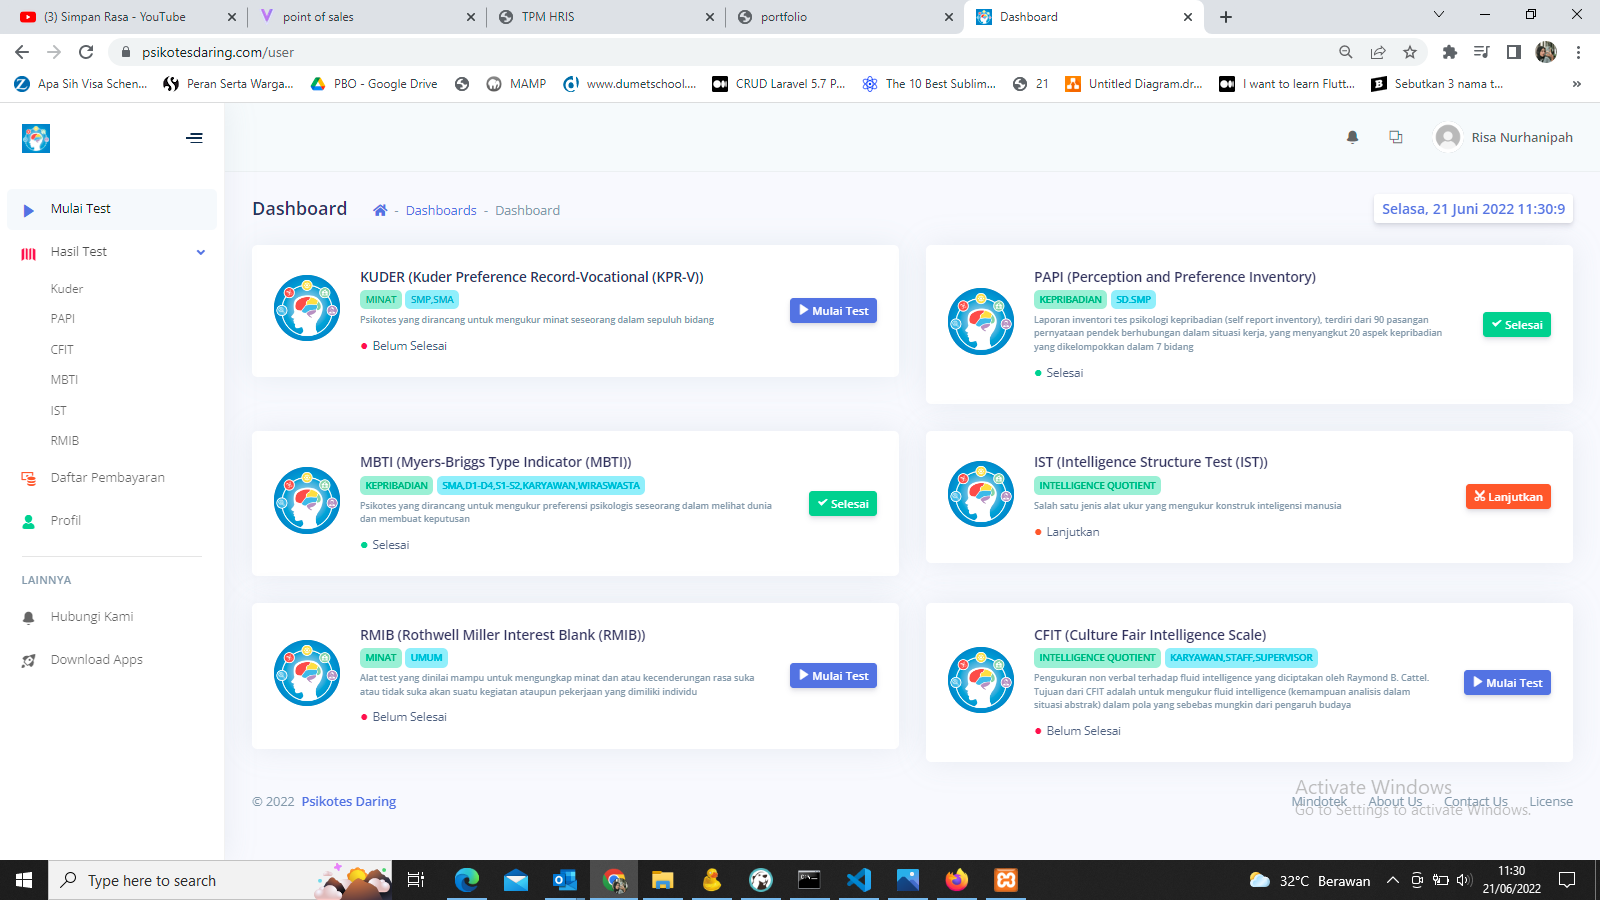 (3) Simpan Rasa - YouTube
point of sales
TPM HRIS
portfolio
Dashboard
psikotesdaring.com/user
Apa Sih Visa Schen...
Peran Serta Warga...
PBO - Google Drive
MAMP
www.dumetschool....
CRUD Laravel 5.7 P...
The 10 Best Sublim...
21
Untitled Diagram.dr...
I want to learn Flutt...
Sebutkan 3 nama t...
»
Risa Nurhanipah
Mulai Test
Hasil Test
Kuder
PAPI
CFIT
MBTI
IST
RMIB
Daftar Pembayaran
Profil
LAINNYA
Hubungi Kami
Download Apps
Dashboard
- Dashboards - Dashboard
Selasa, 21 Juni 2022 11:30:9
KUDER (Kuder Preference Record-Vocational (KPR-V))
MINAT SMP,SMA
Psikotes yang dirancang untuk mengukur minat seseorang dalam sepuluh bidang
Belum Selesai
Mulai Test
PAPI (Perception and Preference Inventory)
KEPRIBADIAN SD.SMP
Laporan inventori tes psikologi kepribadian (self report inventory), terdiri dari 90 pasangan
pernyataan pendek berhubungan dalam situasi kerja, yang menyangkut 20 aspek kepribadian
yang dikelompokkan dalam 7 bidang
Selesai
Selesai
MBTI (Myers-Briggs Type Indicator (MBTI))
KEPRIBADIAN SMA,D1-D4,S1-S2,KARYAWAN,WIRASWASTA
Psikotes yang dirancang untuk mengukur preferensi psikologis seseorang dalam melihat dunia
dan membuat keputusan
Selesai
Selesai
IST (Intelligence Structure Test (IST))
INTELLIGENCE QUOTIENT
Salah satu jenis alat ukur yang mengukur konstruk inteligensi manusia
Lanjutkan
Lanjutkan
RMIB (Rothwell Miller Interest Blank (RMIB))
MINAT UMUM
Alat test yang dinilai mampu untuk mengungkap minat dan atau kecenderungan rasa suka
atau tidak suka akan suatu kegiatan ataupun pekerjaan yang dimiliki individu
Belum Selesai
Mulai Test
CFIT (Culture Fair Intelligence Scale)
INTELLIGENCE QUOTIENT KARYAWAN,STAFF,SUPERVISOR
Pengukuran non verbal terhadap fluid intelligence yang diciptakan oleh Raymond B. Cattel.
Tujuan dari CFIT adalah untuk mengukur fluid intelligence (kemampuan analisis dalam
situasi abstrak) dalam pola yang sebebas mungkin dari pengaruh budaya
Belum Selesai
Mulai Test
© 2022 Psikotes Daring
Mindotek About Us Contact Us License
Activate Windows
Go to Settings to activate Windows.
Type here to search
32°C Berawan
11:30
21/06/2022